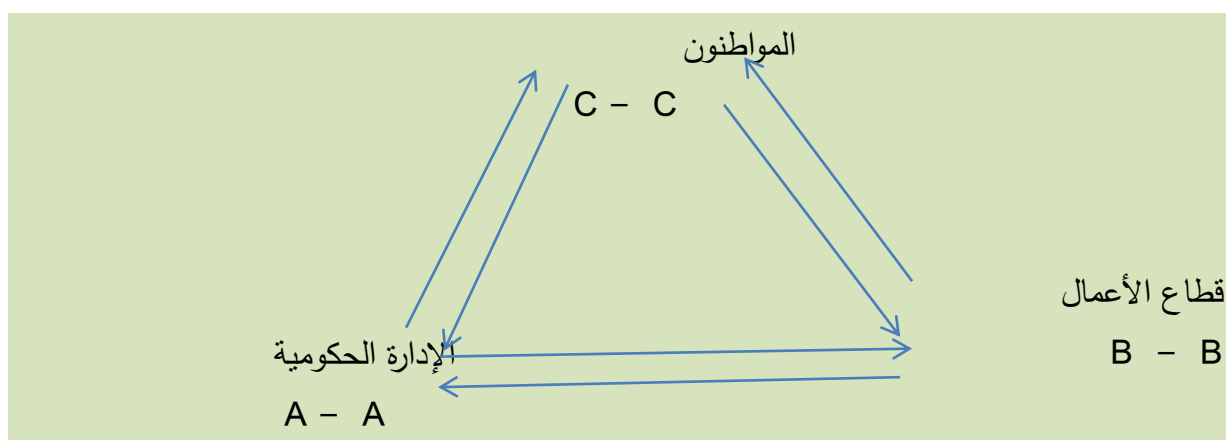 المواطنون
C – C
قطاع الأعمال
B – B
الإدارة الحكومية
A – A